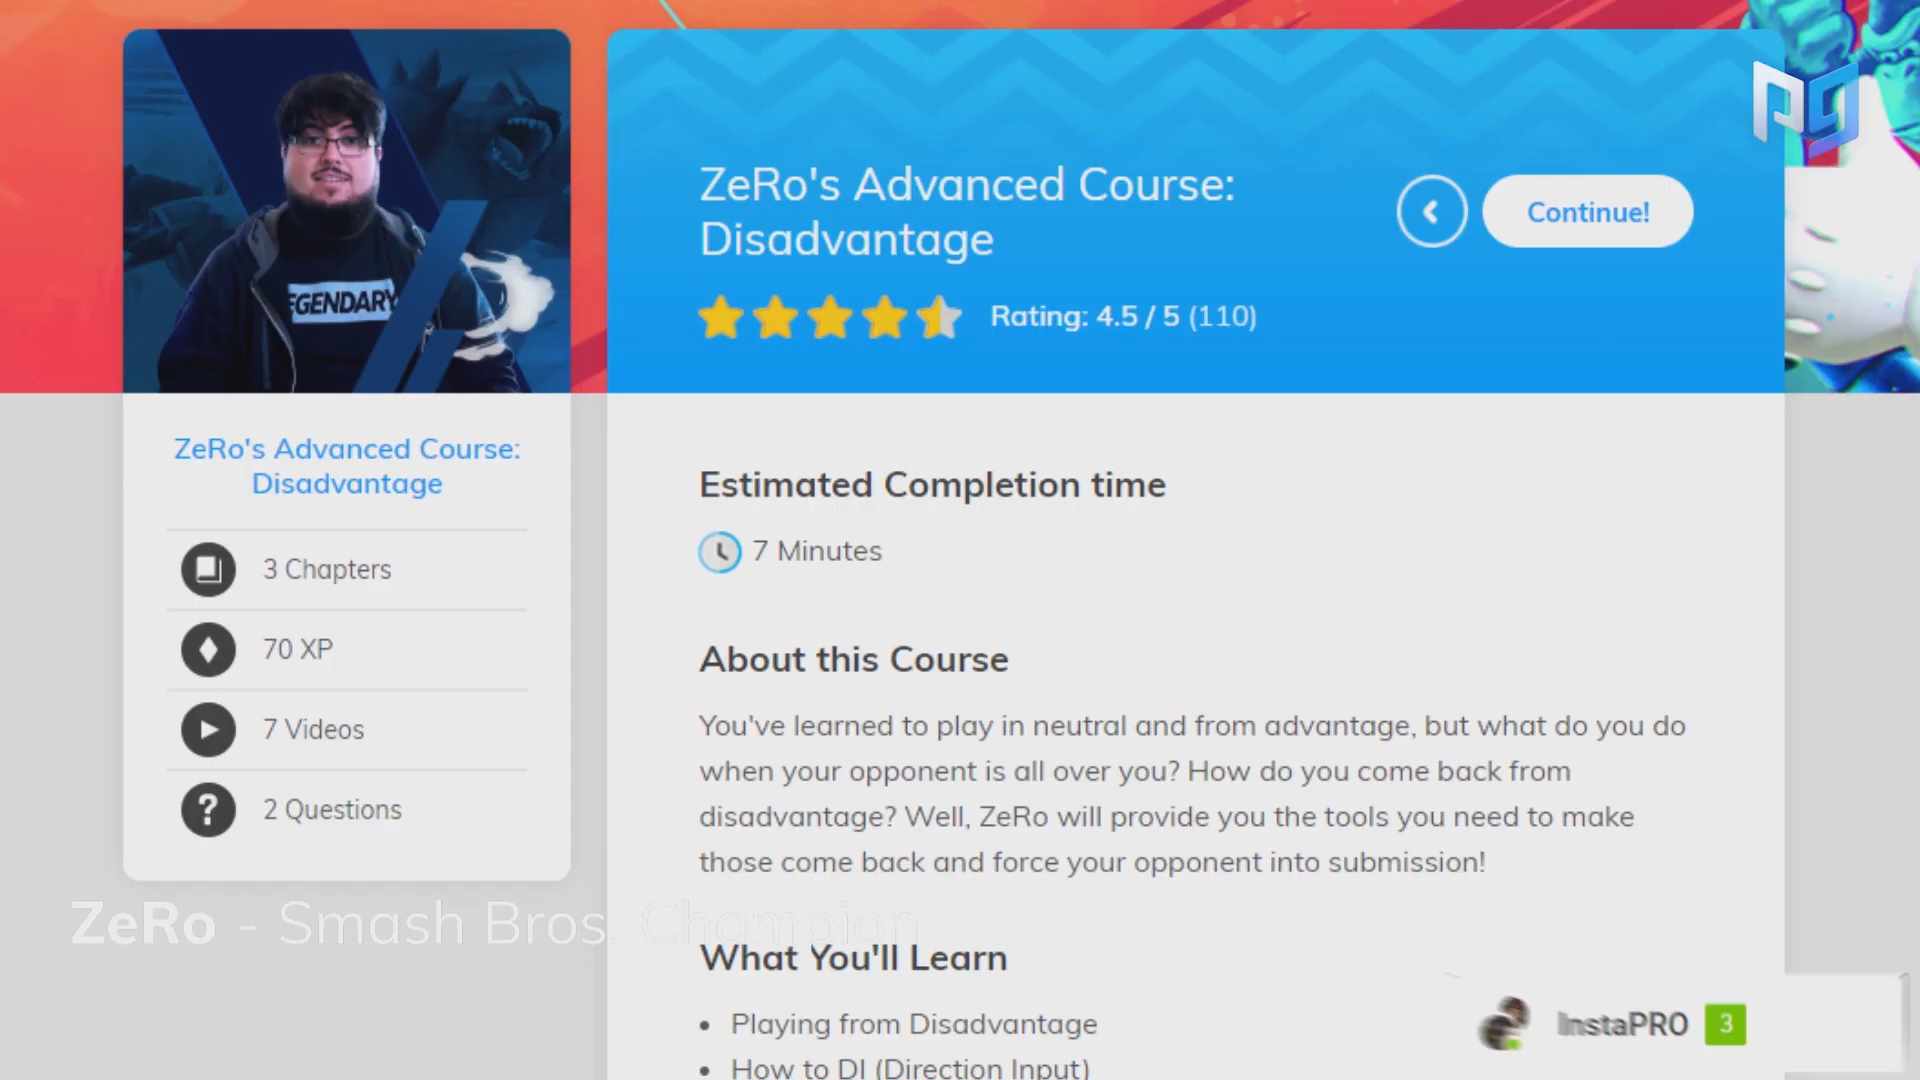 EGENDARY
ZeRo's Advanced Course:
Disadvantage
3 Chapters
70 XP
7 Videos
2 Questions
PG
ZeRo's Advanced Course:
Disadvantage
Continue!
Rating: 4.5 / 5 (110)
Estimated Completion time
7 Minutes
About this Course
You've learned to play in neutral and from advantage, but what do you do
when your opponent is all over you? How do you come back from
disadvantage? Well, ZeRo will provide you the tools you need to make
those come back and force your opponent into submission!
ZeRo - Smash Bros. Champion
What You'll Learn
• Playing from Disadvantage
• How to DI (Direction Input)
InstaPRO 3